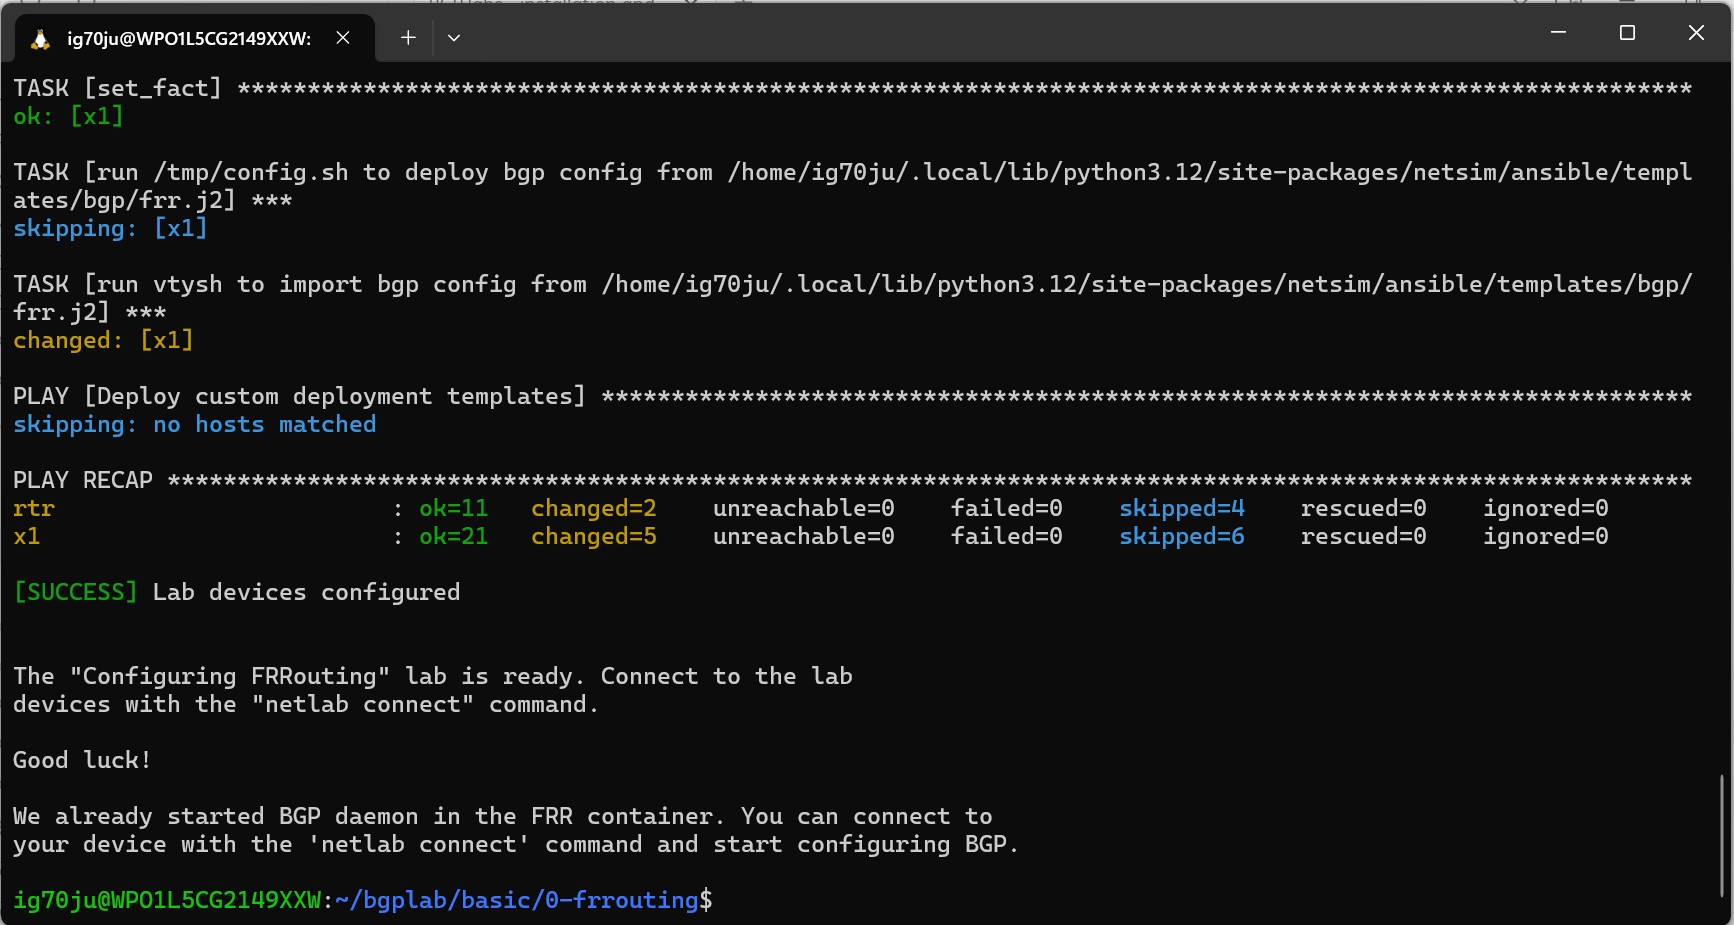 ig70ju@WPO1L5CG2149XXW:
TASK [set_fact] ********************************************************************************************************
ok: [x1]
TASK [run /tmp/config.sh to deploy bgp config from /home/ig70ju/.local/lib/python3.12/site-packages/netsim/ansible/templ
ates/bgp/frr.j2] ***
skipping: [x1]
TASK [run vtysh to import bgp config from /home/ig70ju/.local/lib/python3.12/site-packages/netsim/ansible/templates/bgp/
frr.j2] ***
changed: [x1]
PLAY [Deploy custom deployment templates] ******************************************************************************
skipping: no hosts matched
PLAY RECAP *************************************************************************************************************
rtr                        : ok=11   changed=2    unreachable=0    failed=0    skipped=4    rescued=0    ignored=0
x1                         : ok=21   changed=5    unreachable=0    failed=0    skipped=6    rescued=0    ignored=0
[SUCCESS] Lab devices configured
The "Configuring FRRouting" lab is ready. Connect to the lab
devices with the "netlab connect" command.
Good luck!
We already started BGP daemon in the FRR container. You can connect to
your device with the 'netlab connect' command and start configuring BGP.
ig70ju@WPO1L5CG2149XXW:~/bgplab/basic/0-frrouting$